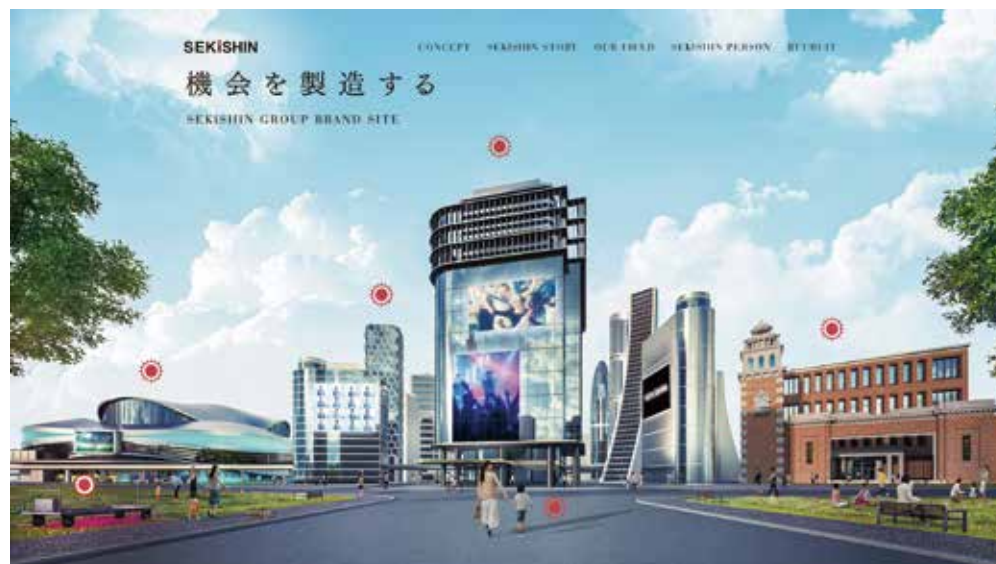 SEKiSHIN
CONCEPT SEKISHIN STORY OUR FIELD SEKISHIN PERSON RECRUIT
機会を製造する
SEKISHIN GROUP BRAND SITE